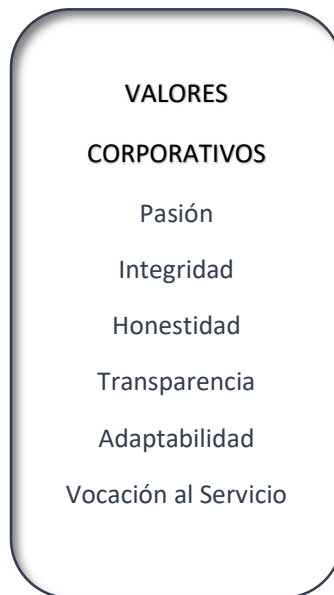 VALORES
CORPORATIVOS
Pasión
Integridad
Honestidad
Transparencia
Adaptabilidad
Vocación al Servicio